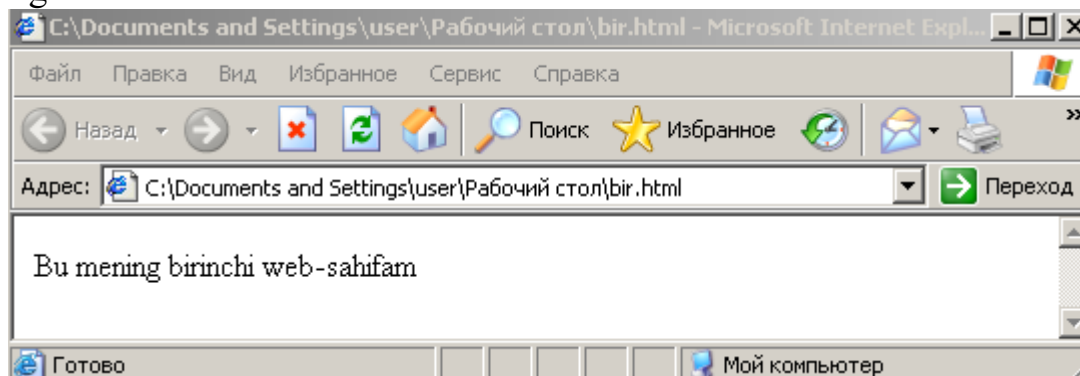 C:\Documents and Settings\user\Рабочий стол\bir.html - Microsoft Internet Expl...
Файл Правка Вид Избранное Сервис Справка
Назад Поиск Избранное »
Адрес: C:\Documents and Settings\user\Рабочий стол\bir.html Переход
Bu mening birinchi web-sahifam
Готово Мой компьютер